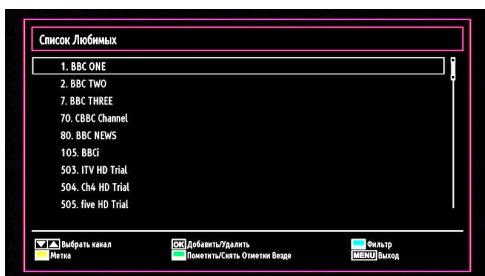 Список Любимых
1. BBC ONE
2. BBC TWO
7. BBC THREE
70. CBBC Channel
80. BBC NEWS
105. BBCi
503. ITV HD Trial
504. Ch4 HD Trial
505. five HD Trial
Выбрать канал OK Добавить/Удалить Фильтр
Метка Пометить/Снять Отметки Везде MENU Выход